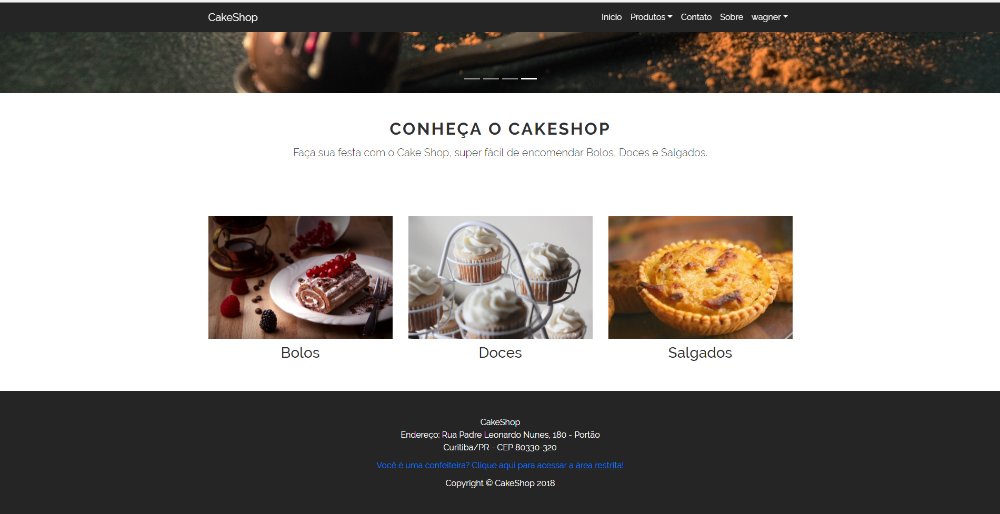 CakeShop
Início Produtos Contato Sobre wagner
CONHEÇA O CAKESHOP
Faça sua festa com o Cake Shop, super fácil de encomendar Bolos, Doces e Salgados.
Bolos
Doces
Salgados
CakeShop
Endereço: Rua Padre Leonardo Nunes, 180 - Portão
Curitiba/PR - CEP 80330-320
Você é uma confeiteira? Clique aqui para acessar a área restrita!
Copyright © CakeShop 2018